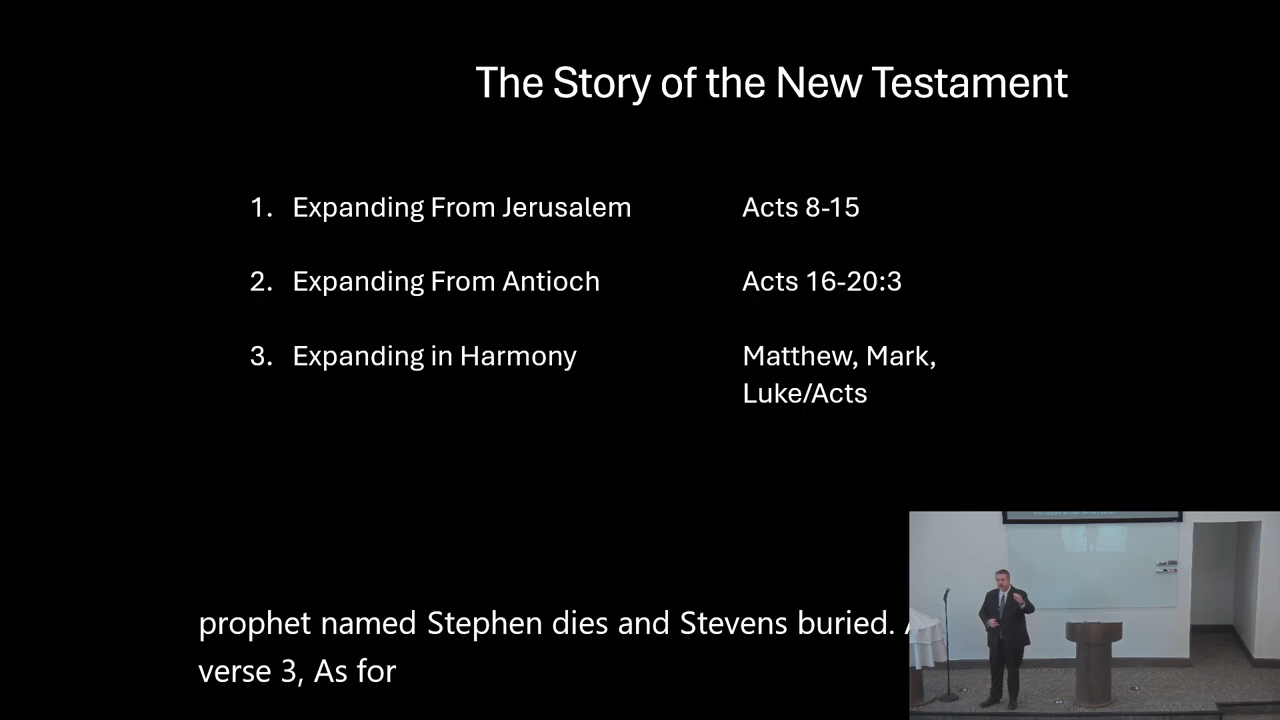 The Story of the New Testament
1. Expanding From Jerusalem Acts 8-15
2. Expanding From Antioch Acts 16-20:3
3. Expanding in Harmony Matthew, Mark,
Luke/Acts
prophet named Stephen dies and Stevens buried.
verse 3, As for